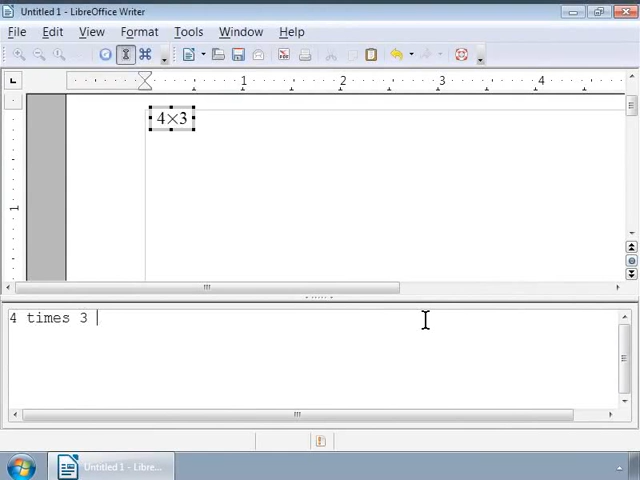 Untitled 1 - LibreOffice Writer
File Edit View Format Tools Window Help
1 2 3 4
4×3
1
4 times 3
Untitled 1 - Libre...